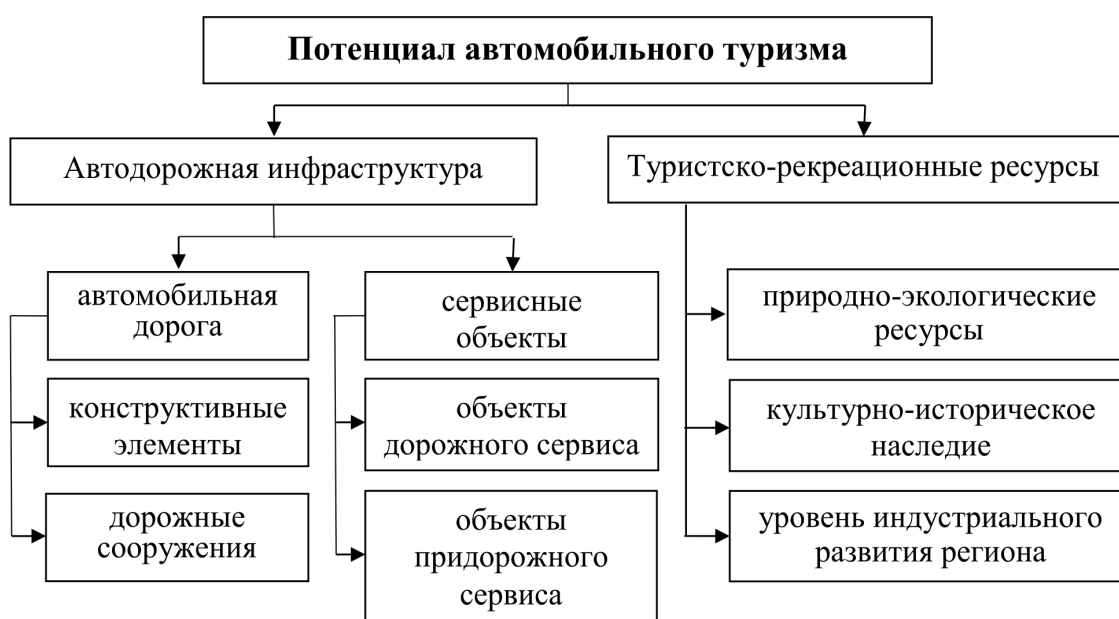 Потенциал автомобильного туризма
Автодорожная инфраструктура
Туристско-рекреационные ресурсы
автомобильная
дорога
сервисные
объекты
природно-экологические
ресурсы
конструктивные
элементы
объекты
дорожного сервиса
культурно-историческое
наследие
дорожные
сооружения
объекты
придорожного
сервиса
уровень индустриального
развития региона